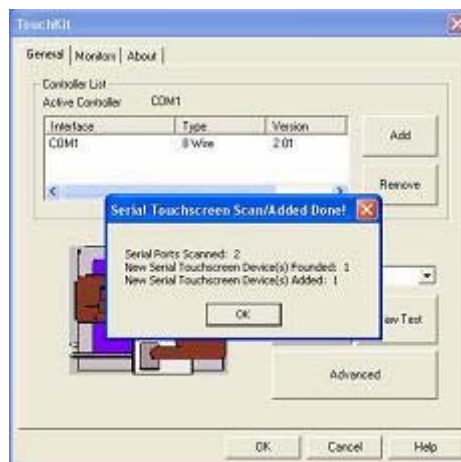 TouchKit
General Monitors About
Controller List
Active Controller COM1
Interface Type Version
COM1 8 Wire 2.01
Add
Remove
Serial Touchscreen Scan/Added Done!
Serial Ports Scanned: 2
New Serial Touchscreen Device(s) Founded: 1
New Serial Touchscreen Device(s) Added: 1
OK
Test
Advanced
OK Cancel Help